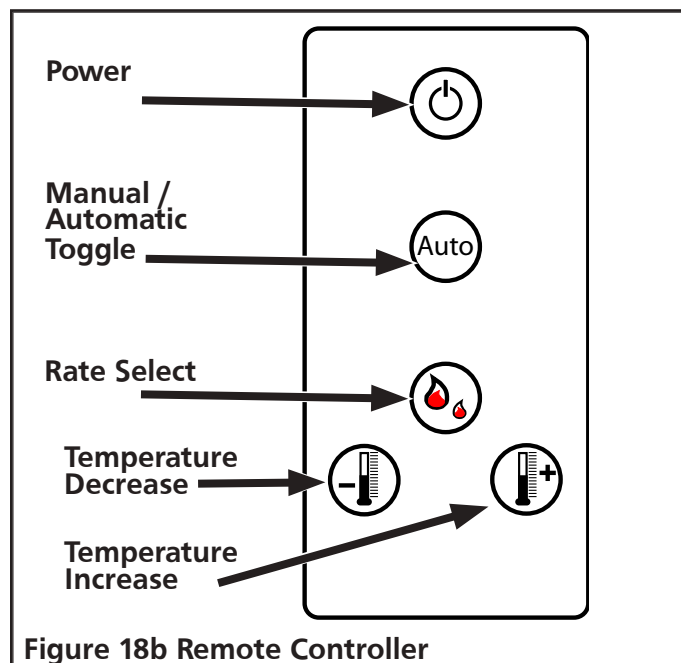 Power
Manual /
Automatic
Toggle
Auto
Rate Select
Temperature
Decrease
–
+
Temperature
Increase
Figure 18b Remote Controller